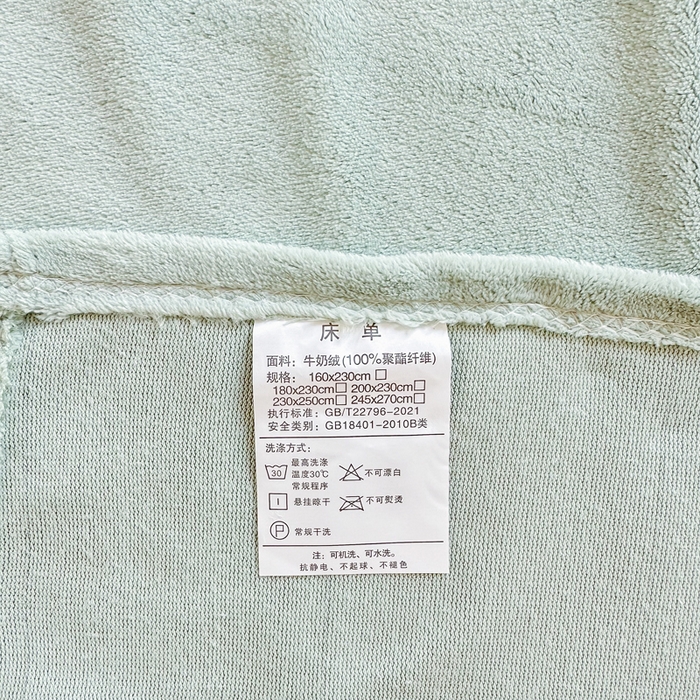 床 单
面料：牛奶绒(100%聚酯纤维)
规格： 160x230cm □
180x230cm□ 200x230cm□
230x250cm□ 245x270cm□
执行标准：GB/T22796-2021
安全类别：GB18401-2010B类
洗涤方式：
30 最高洗涤
温度30℃
常规程序
不可漂白
悬挂晾干
不可熨烫
P 常规干洗
注：可机洗、可水洗。
抗静电、不起球、不褪色